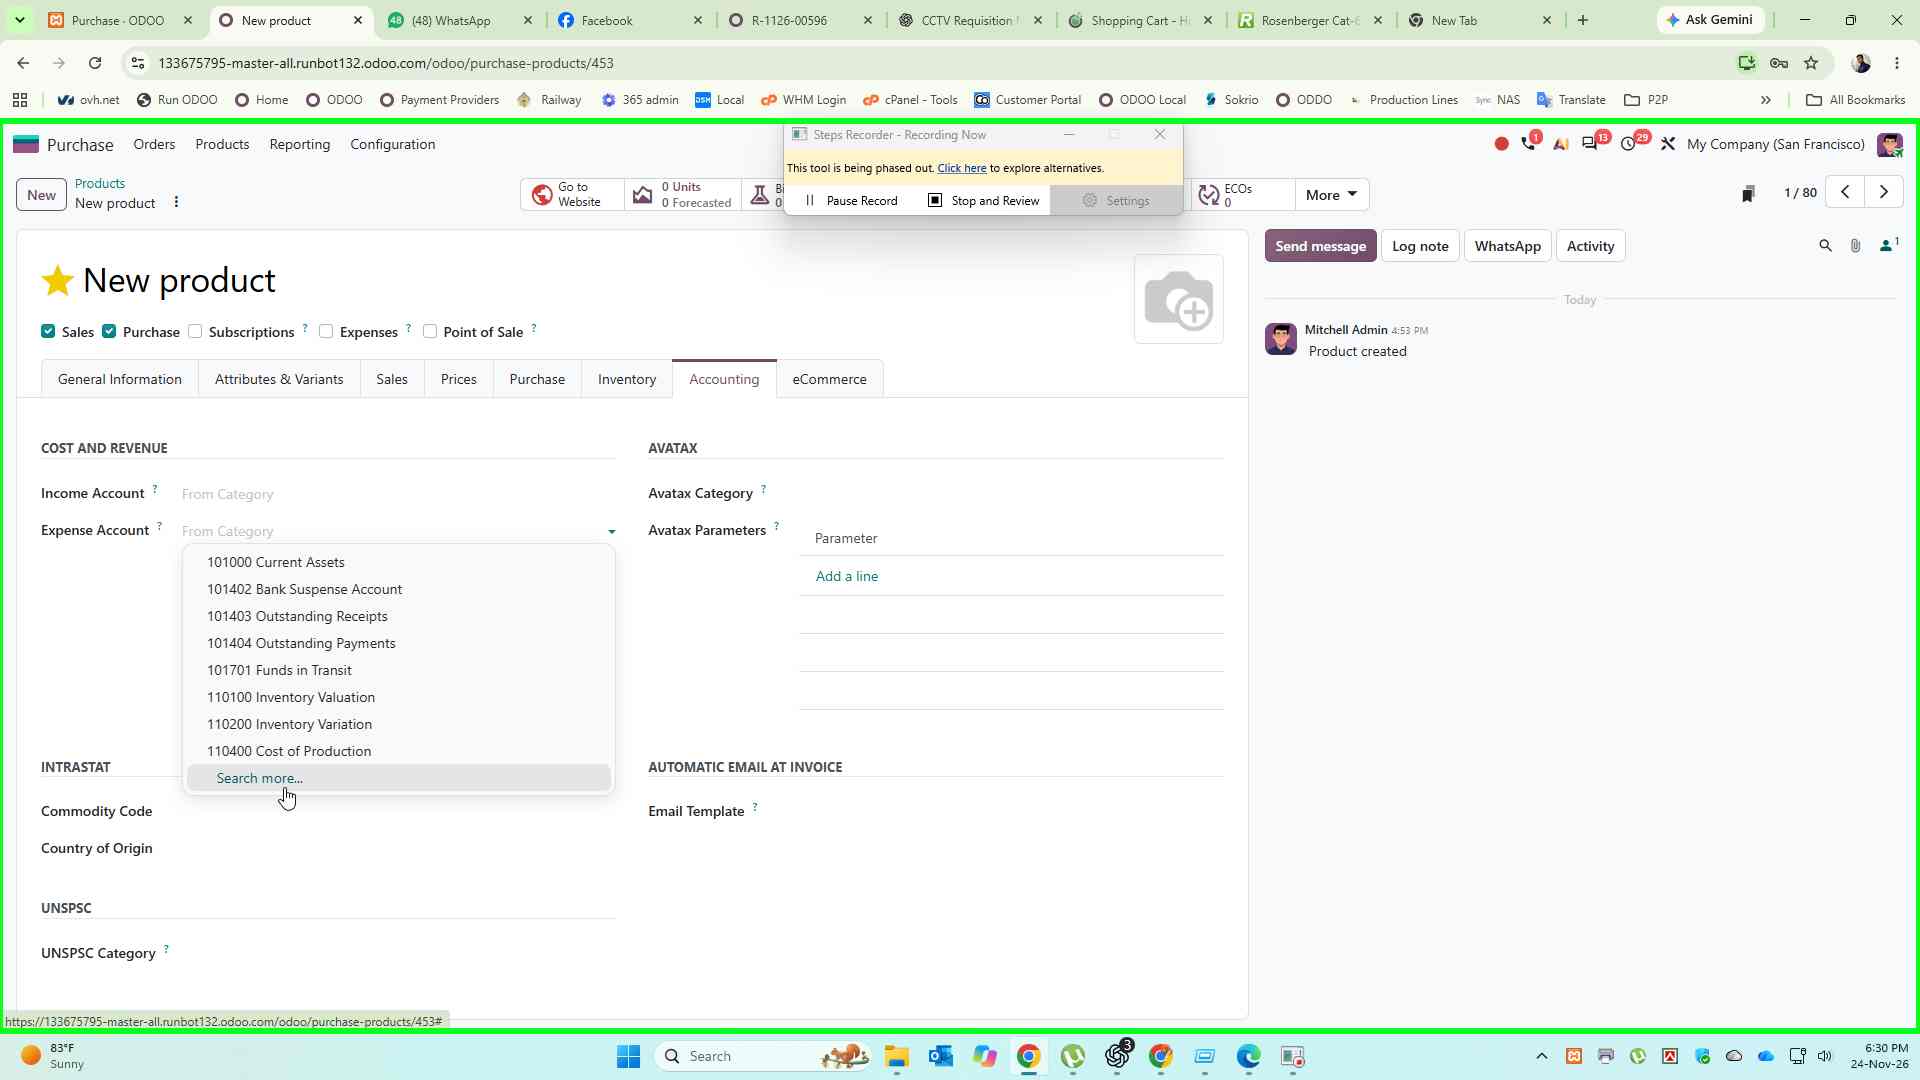 Purchase - ODOO
New product
(48) WhatsApp
Facebook
R-1126-00596
CCTV Requisition
Shopping Cart - H
Rosenberger Cat-6
New Tab
Ask Gemini
133675795-master-all.runbot132.odoo.com/odoo/purchase-products/453
ovh.net
Run ODOO
Home
ODOO
Payment Providers
Railway
365 admin
DSM Local
WHM Login
cPanel - Tools
Customer Portal
ODOO Local
Sokrio
ODDO
Production Lines
Sync NAS
Translate
P2P
All Bookmarks
Steps Recorder - Recording Now
This tool is being phased out. Click here to explore alternatives.
Pause Record
Stop and Review
Settings
Purchase
Orders
Products
Reporting
Configuration
1
13
29
My Company (San Francisco)
New
Products
New product
Go to
Website
0 Units
0 Forecasted
ECOs
0
More
1 / 80
New product
Sales
Purchase
Subscriptions ?
Expenses ?
Point of Sale ?
Send message
Log note
WhatsApp
Activity
1
Today
Mitchell Admin 4:53 PM
Product created
General Information
Attributes & Variants
Sales
Prices
Purchase
Inventory
Accounting
eCommerce
COST AND REVENUE
Income Account ?
From Category
Expense Account ?
From Category
101000 Current Assets
101402 Bank Suspense Account
101403 Outstanding Receipts
101404 Outstanding Payments
101701 Funds in Transit
110100 Inventory Valuation
110200 Inventory Variation
110400 Cost of Production
Search more...
AVATAX
Avatax Category ?
Avatax Parameters ?
Parameter
Add a line
INTRASTAT
Commodity Code
Country of Origin
AUTOMATIC EMAIL AT INVOICE
Email Template ?
UNSPSC
UNSPSC Category ?
https://133675795-master-all.runbot132.odoo.com/odoo/purchase-products/453#
83°F
Sunny
Search
3
6:30 PM
24-Nov-26